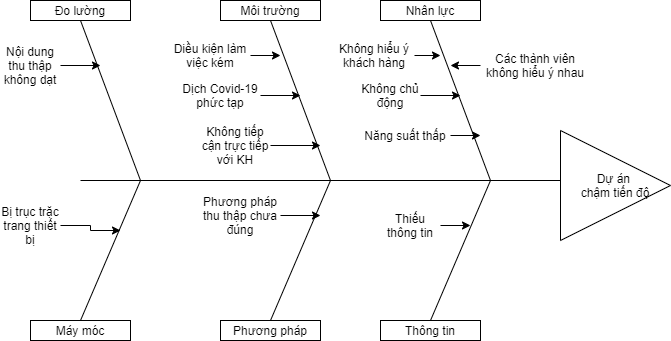 Đo lường
Môi trường
Nhân lực
Nội dung
thu thập
không dạt
Điều kiện làm
việc kém
Dịch Covid-19
phức tạp
Không tiếp
cận trực tiếp
với KH
Không hiểu ý
khách hàng
Các thành viên
không hiểu ý nhau
Không chủ
động
Năng suất thấp
Dự án
chậm tiến độ
Bị trục trặc
trang thiết
bị
Phương pháp
thu thập chưa
đúng
Thiếu
thông tin
Máy móc
Phương pháp
Thông tin